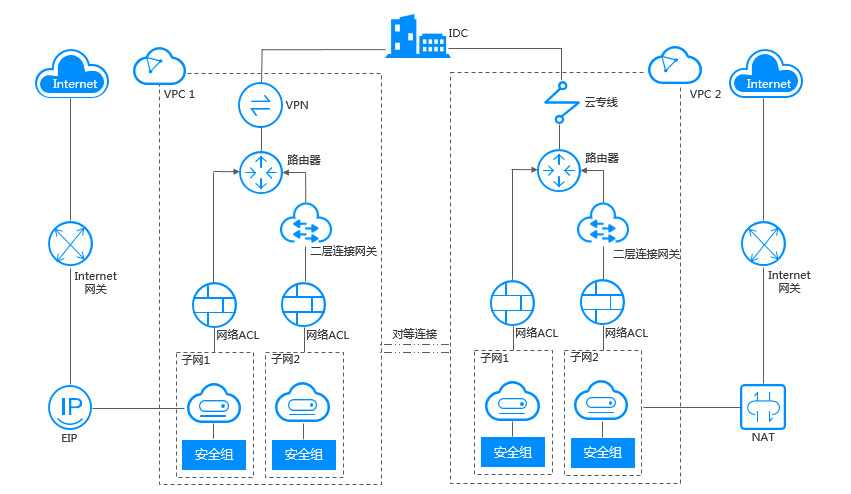 IDC
Internet
VPC 1
VPN
云专线
VPC 2
Internet
路由器
路由器
二层连接网关
二层连接网关
Internet
网关
Internet
网关
网络ACL
网络ACL
对等连接
网络ACL
网络ACL
子网1
子网2
子网1
子网2
IP
EIP
安全组
安全组
安全组
安全组
NAT